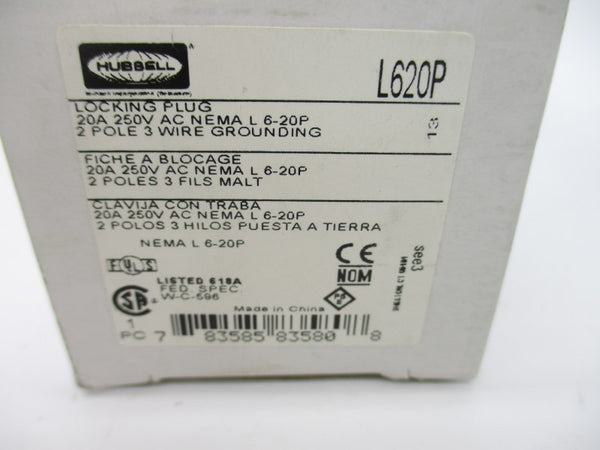 HUBBELL
L620P
LOCKING PLUG
20A 250V AC NEMA L 6-20P
2 POLE 3 WIRE GROUNDING
13
FICHE A BLOCAGE
20A 250V AC NEMA L 6-20P
2 POLES 3 FILS MALT
CLAVIJA CON TRABA
20A 250V AC NEMA L 6-20P
2 POLOS 3 HILOS PUESTA A TIERRA
NEMA L 6-20P
CE
NOM
see3
LISTED 618A
FED. SPEC.
W-C-596
Made in China
1
PC 7 83585 83580 8